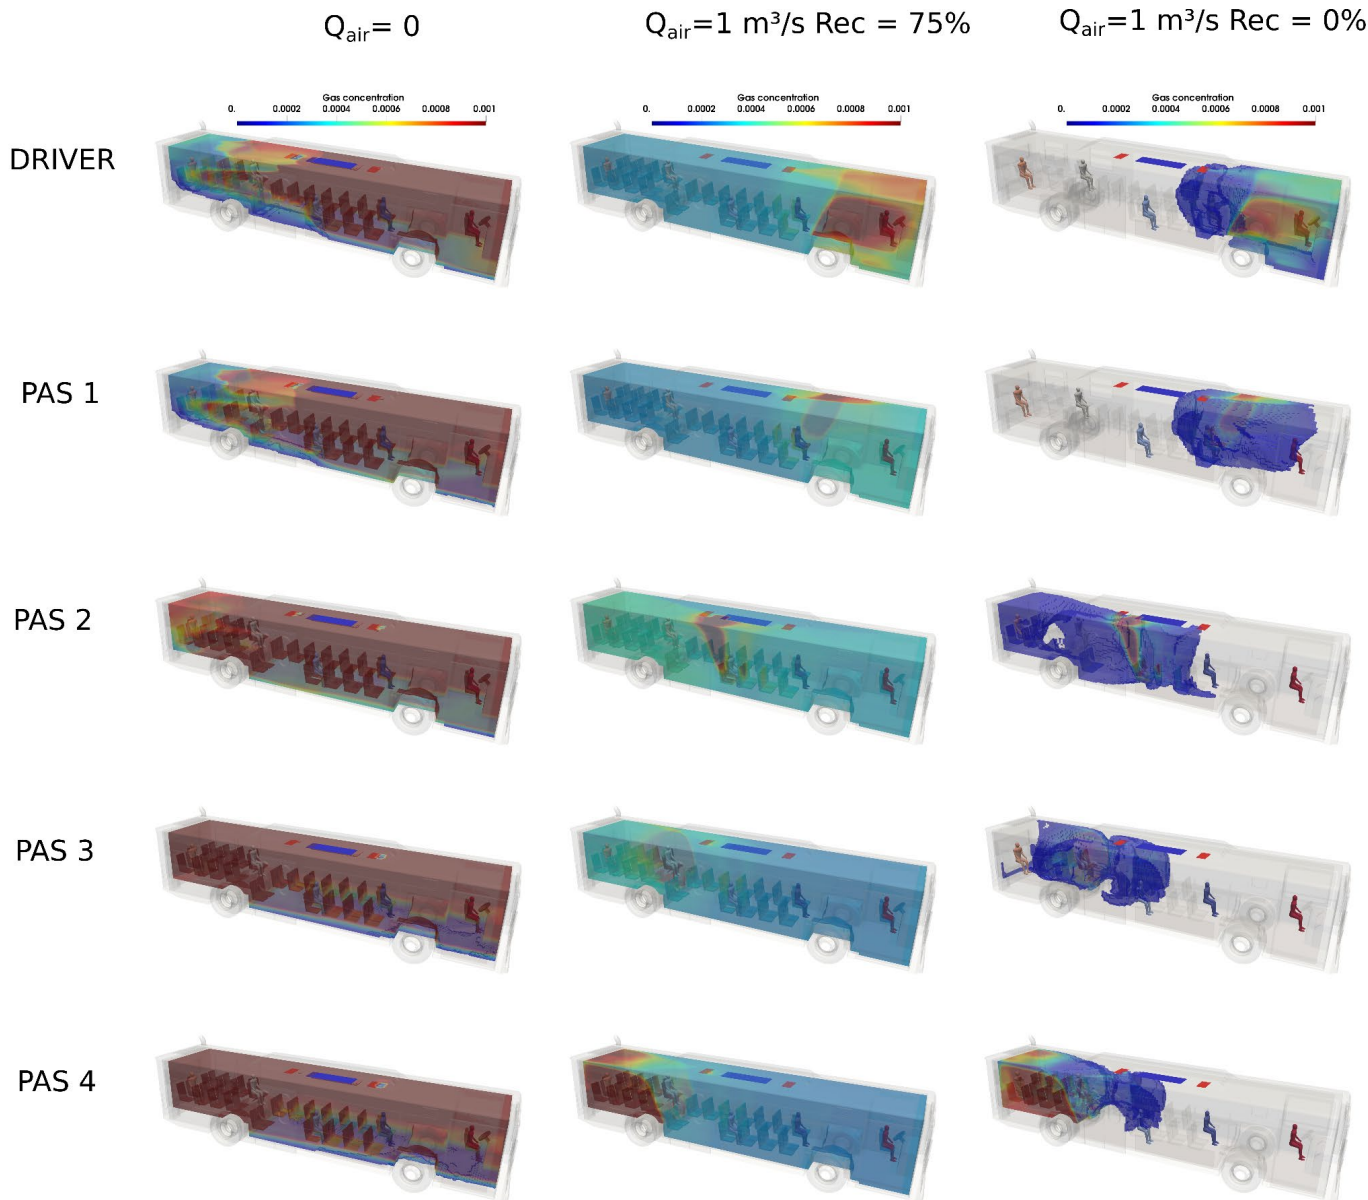 Qair= 0
Qair=1 m³/s Rec = 75%
Qair=1 m³/s Rec = 0%
Gas concentration
0. 0.0002 0.0004 0.0006 0.0008 0.001
Gas concentration
0. 0.0002 0.0004 0.0006 0.0008 0.001
Gas concentration
0. 0.0002 0.0004 0.0006 0.0008 0.001
DRIVER
PAS 1
PAS 2
PAS 3
PAS 4